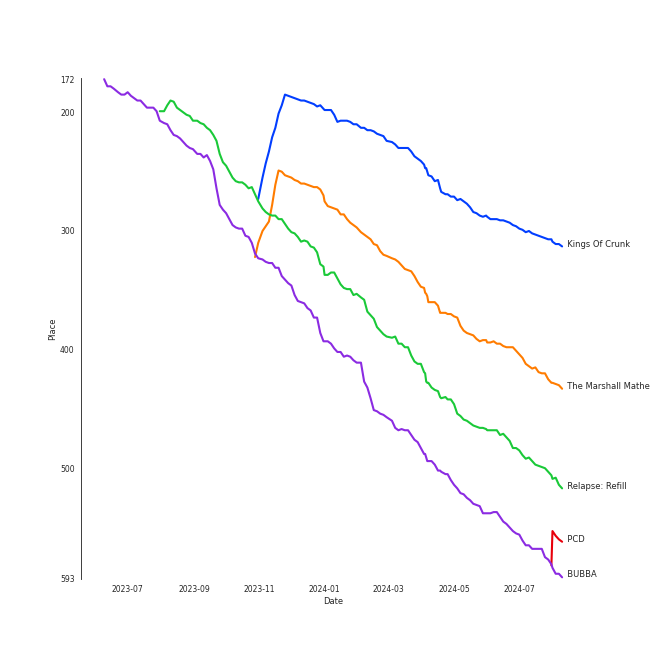 172
200
300
400
500
593
Place
2023-07
2023-09
2023-11
2024-01
2024-03
2024-05
2024-07
Date
Kings Of Crunk
The Marshall Mathe
Relapse: Refill
PCD
BUBBA